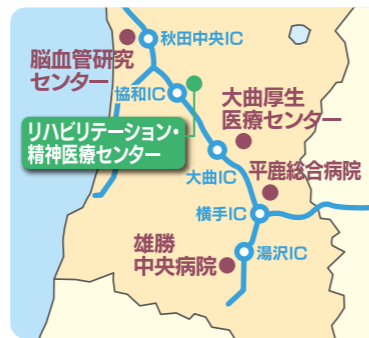 秋田中央IC
脳血管研究
センター
協和IC
大曲厚生
医療センター
リハビリテーション・
精神医療センター
大曲IC
平鹿総合病院
横手IC
雄勝
中央病院
湯沢IC